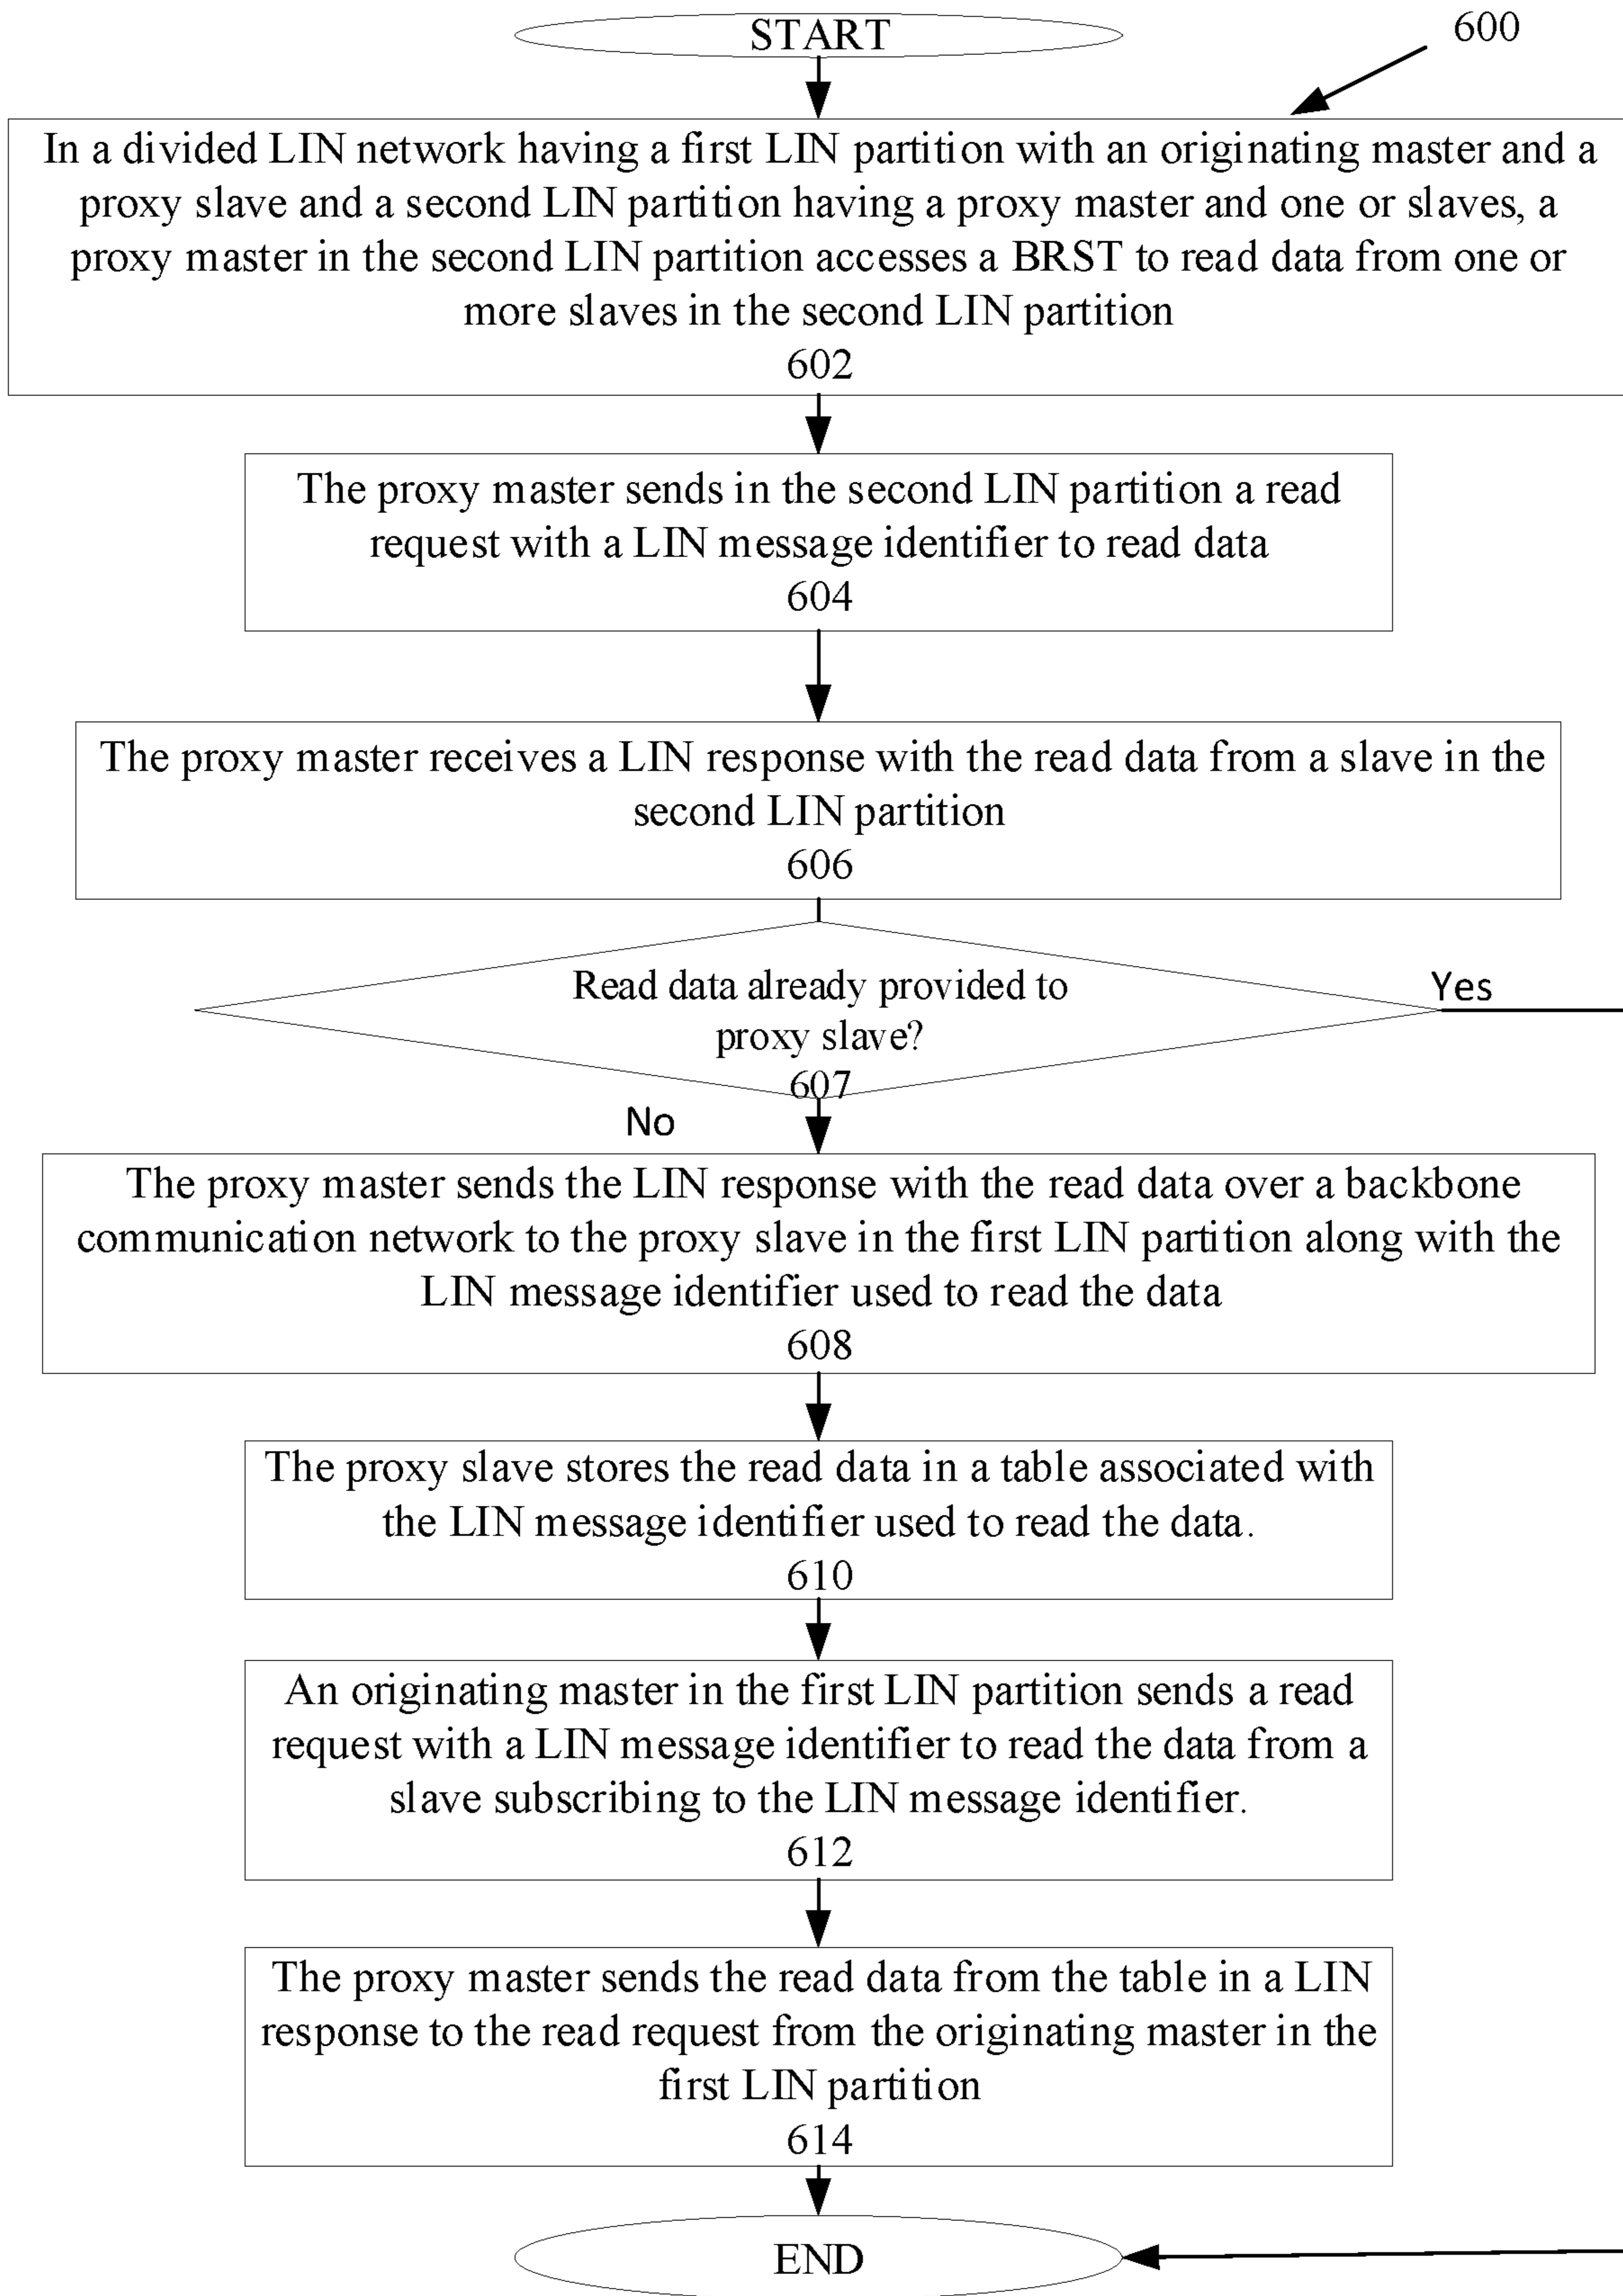 START
600
In a divided LIN network having a first LIN partition with an originating master and a
proxy slave and a second LIN partition having a proxy master and one or slaves, a
proxy master in the second LIN partition accesses a BRST to read data from one or
more slaves in the second LIN partition
602
The proxy master sends in the second LIN partition a read
request with a LIN message identifier to read data
604
The proxy master receives a LIN response with the read data from a slave in the
second LIN partition
606
Read data already provided to
proxy slave?
607
Yes
No
The proxy master sends the LIN response with the read data over a backbone
communication network to the proxy slave in the first LIN partition along with the
LIN message identifier used to read the data
608
The proxy slave stores the read data in a table associated with
the LIN message identifier used to read the data.
610
An originating master in the first LIN partition sends a read
request with a LIN message identifier to read the data from a
slave subscribing to the LIN message identifier.
612
The proxy master sends the read data from the table in a LIN
response to the read request from the originating master in the
first LIN partition
614
END